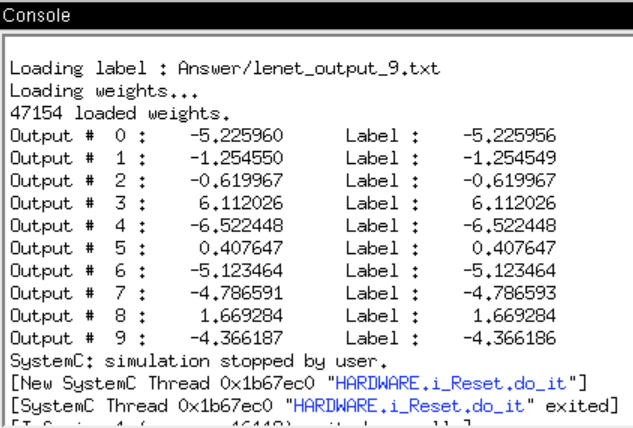 Console
Loading label : Answer/lenet_output_9.txt
Loading weights...
47154 loaded weights.
Output # 0 : -5.225960 Label : -5.225956
Output # 1 : -1.254550 Label : -1.254549
Output # 2 : -0.619967 Label : -0.619967
Output # 3 : 6.112026 Label : 6.112026
Output # 4 : -6.522448 Label : -6.522448
Output # 5 : 0.407647 Label : 0.407647
Output # 6 : -5.123464 Label : -5.123464
Output # 7 : -4.786591 Label : -4.786593
Output # 8 : 1.669284 Label : 1.669284
Output # 9 : -4.366187 Label : -4.366186
SystemC: simulation stopped by user.
[New SystemC Thread 0x1b67ec0 "HARDWARE.i_Reset.do_it"]
[SystemC Thread 0x1b67ec0 "HARDWARE.i_Reset.do_it" exited]